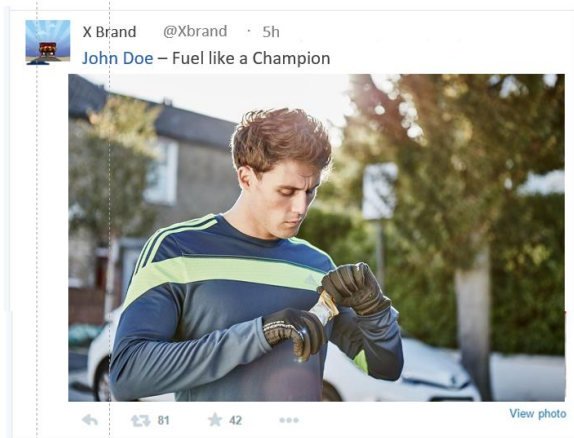 X Brand @Xbrand · 5h
John Doe – Fuel like a Champion
81 42 View photo